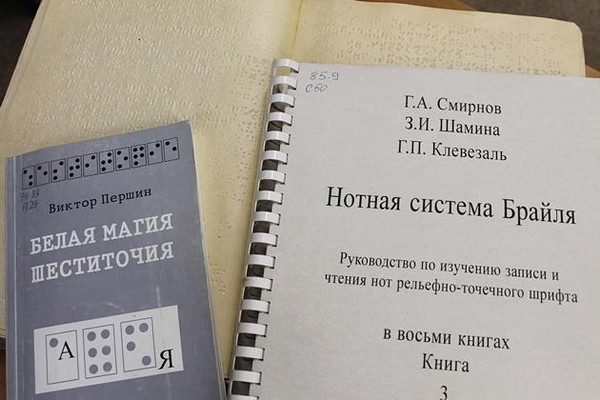 Виктор Першин
БЕЛАЯ МАГИЯ
ШЕСТИТОЧИЯ
А
Я
85.9
С50
Г.А. Смирнов
З.И. Шамина
Г.П. Клевезаль
Нотная система Брайля
Руководство по изучению записи и
чтения нот рельефно-точечного шрифта
в восьми книгах
Книга
3